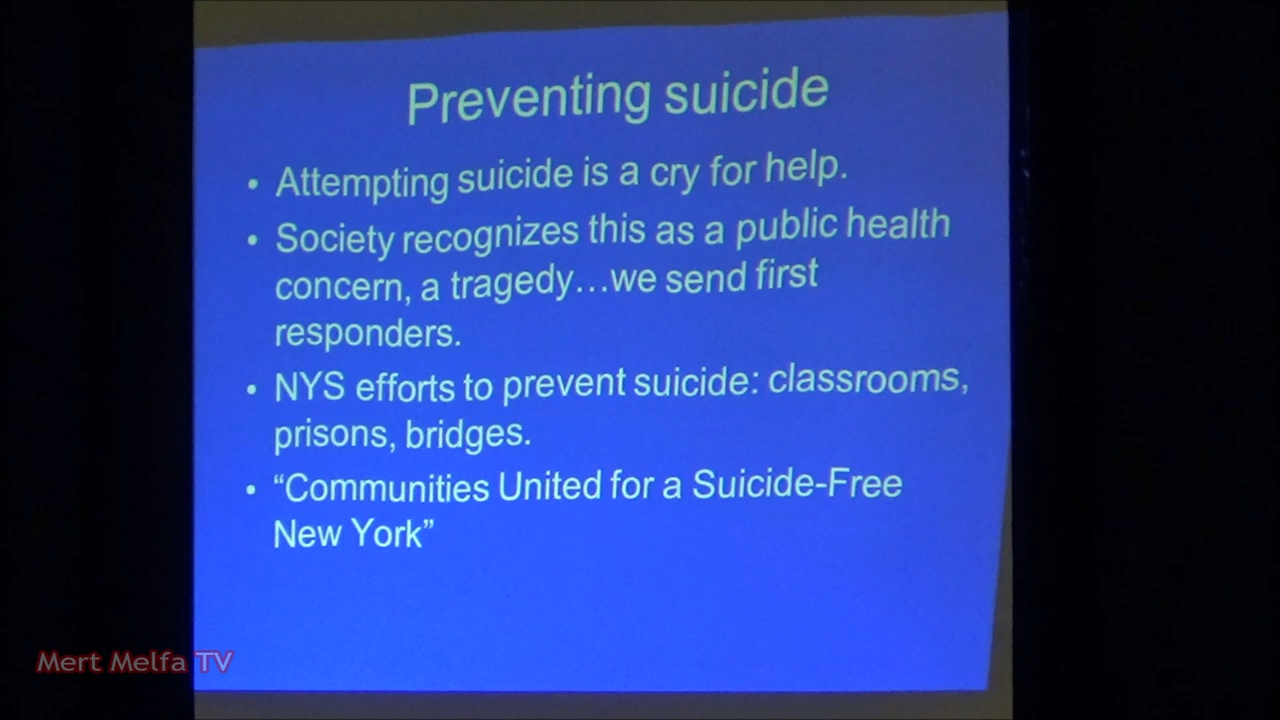 Preventing suicide
• Attempting suicide is a cry for help.
• Society recognizes this as a public health
concern, a tragedy…we send first
responders.
• NYS efforts to prevent suicide: classrooms,
prisons, bridges.
• “Communities United for a Suicide-Free
New York”
Mert Melfa TV